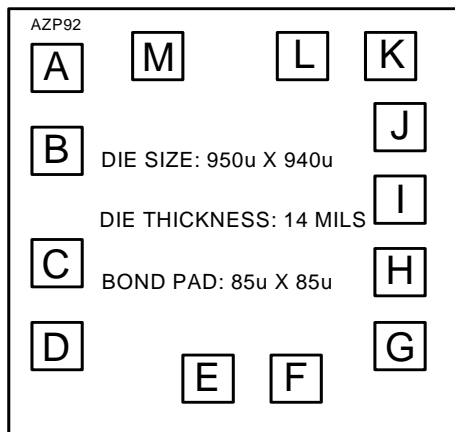 AZP92
A M L K
J
B DIE SIZE: 950u X 940u
I
DIE THICKNESS: 14 MILS
C BOND PAD: 85u X 85u H
D G
E F